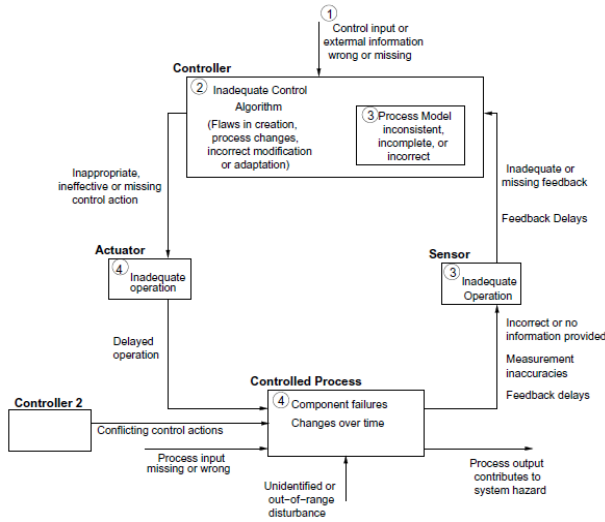 1
Control input or
external information
wrong or missing
Controller
2 Inadequate Control
Algorithm
(Flaws in creation,
process changes,
incorrect modification
or adaptation)
3 Process Model
inconsistent,
incomplete, or
incorrect
Inappropriate,
ineffective or missing
control action
Inadequate or
missing feedback
Feedback Delays
Actuator
4 Inadequate
operation
Sensor
3 Inadequate
Operation
Delayed
operation
Incorrect or no
information provided
Measurement
inaccuracies
Feedback delays
Controlled Process
4 Component failures
Changes over time
Controller 2
Conflicting control actions
Process input
missing or wrong
Unidentified or
out-of-range
disturbance
Process output
contributes to
system hazard